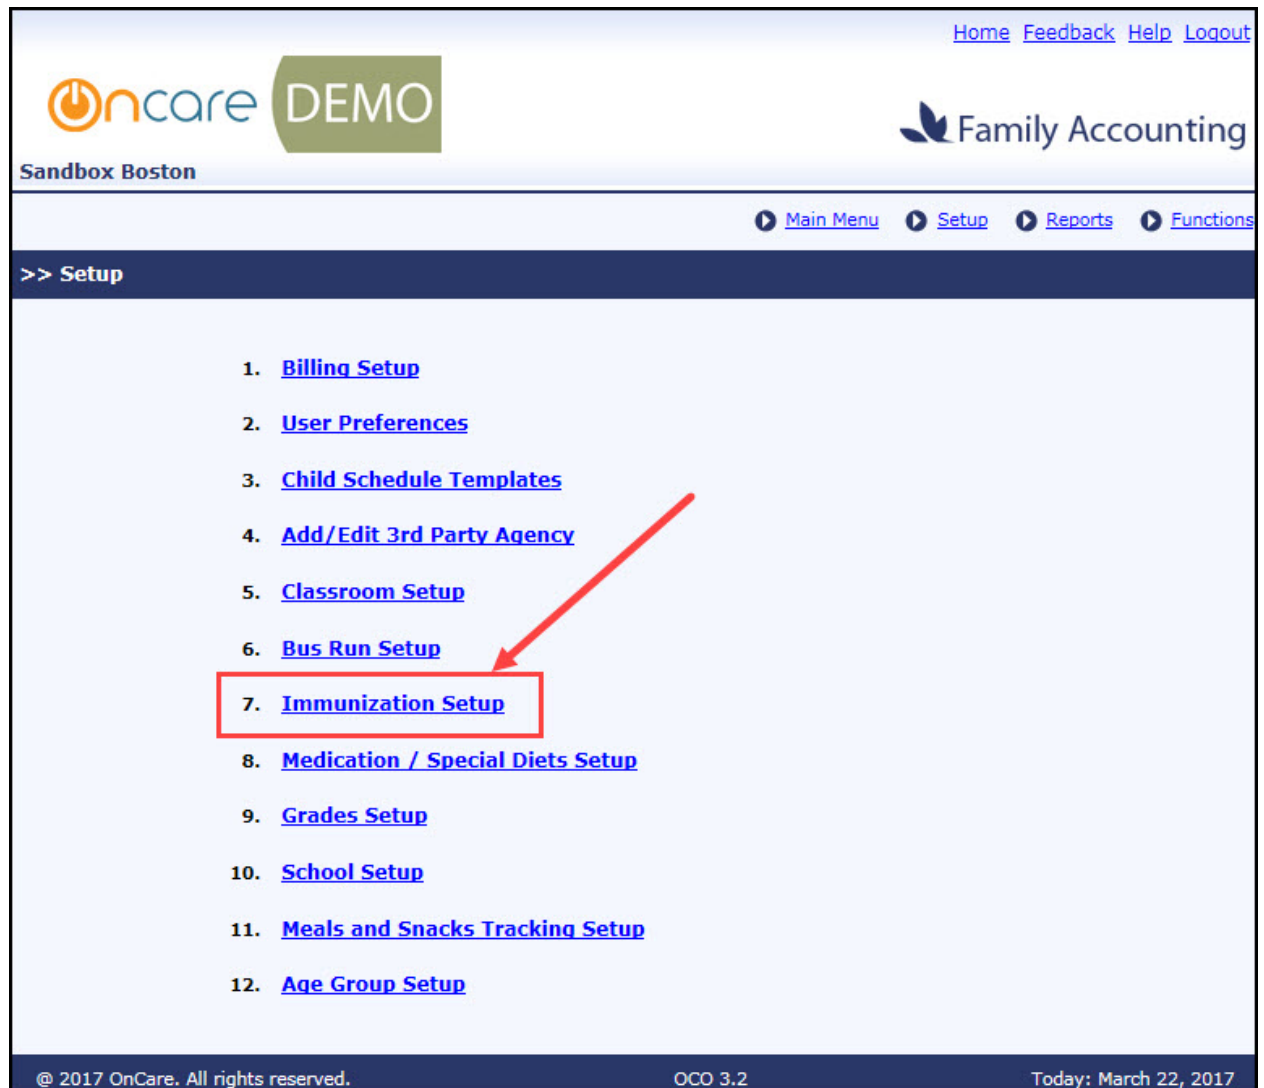 Home Feedback Help Logout
Oncare DEMO
Family Accounting
Sandbox Boston
Main Menu Setup Reports Functions
>> Setup
1. Billing Setup
2. User Preferences
3. Child Schedule Templates
4. Add/Edit 3rd Party Agency
5. Classroom Setup
6. Bus Run Setup
7. Immunization Setup
8. Medication / Special Diets Setup
9. Grades Setup
10. School Setup
11. Meals and Snacks Tracking Setup
12. Age Group Setup
@ 2017 OnCare. All rights reserved. OCO 3.2 Today: March 22, 2017